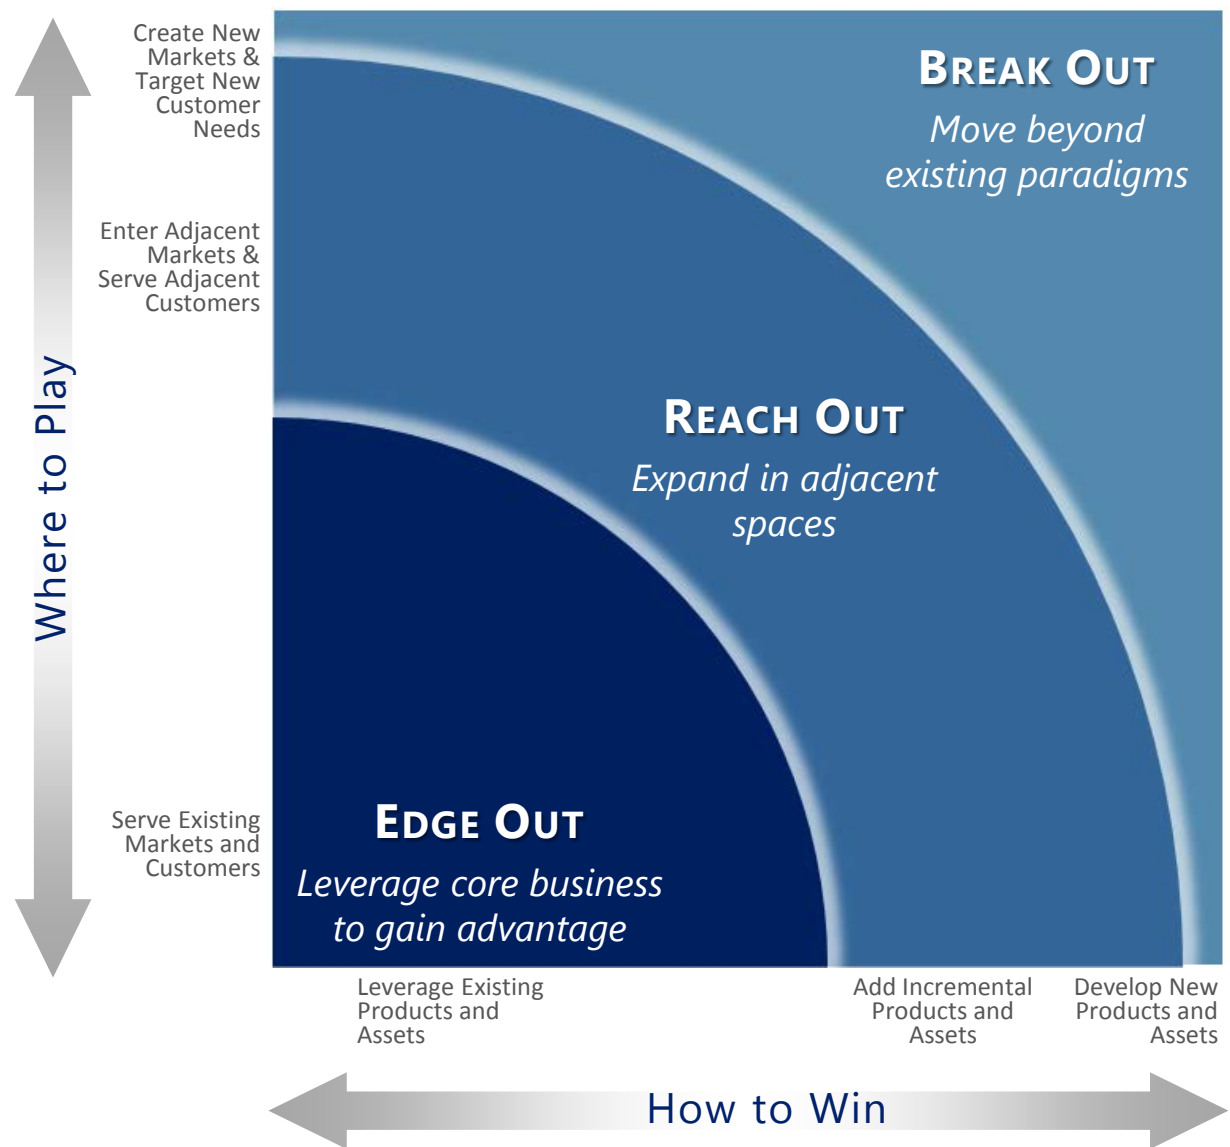 Create New
Markets &
Target New
Customer
Needs
Enter Adjacent
Markets &
Serve Adjacent
Customers
Serve Existing
Markets and
Customers
Where to Play
BREAK OUT
Move beyond
existing paradigms
REACH OUT
Expand in adjacent
spaces
EDGE OUT
Leverage core business
to gain advantage
Leverage Existing
Products and
Assets
Add Incremental
Products and
Assets
Develop New
Products and
Assets
How to Win